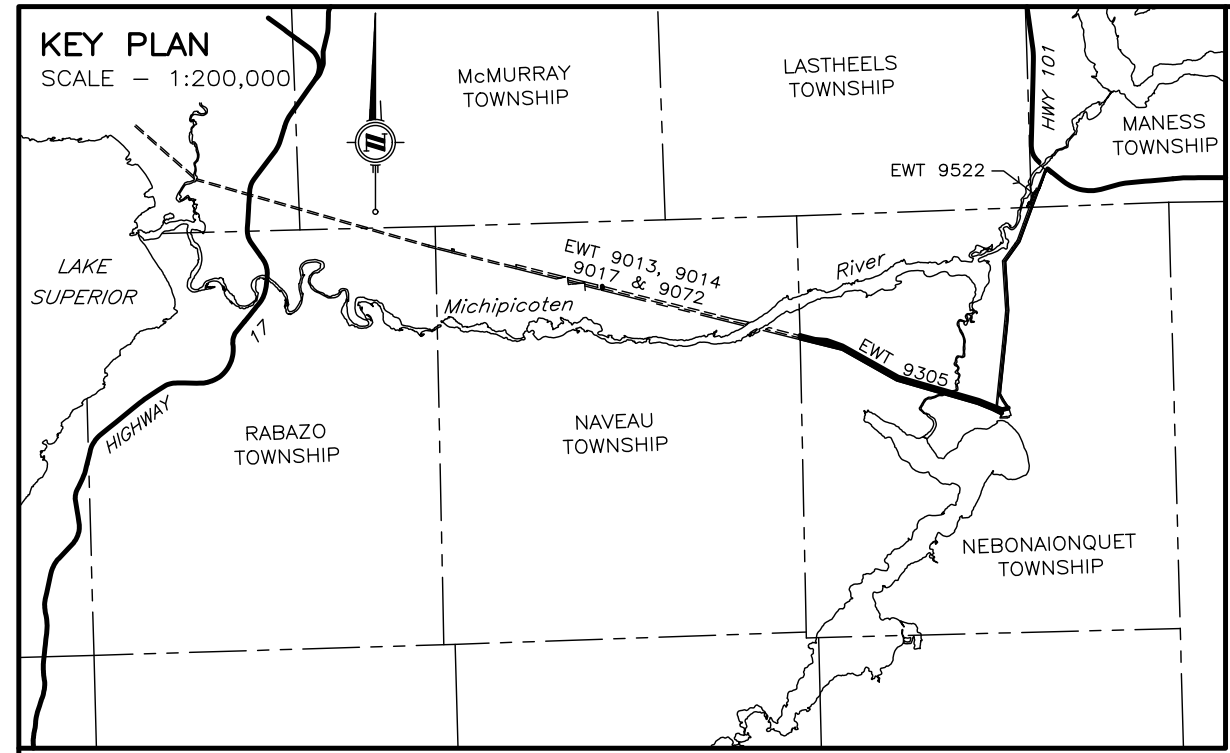 KEY PLAN
SCALE – 1:200,000
McMURRAY
TOWNSHIP
LASTHEELS
TOWNSHIP
HWY 101
MANESS
TOWNSHIP
EWT 9522
N
LAKE
SUPERIOR
EWT 9013, 9014
9017 & 9072
River
Michipicoten
17
EWT 9305
HIGHWAY
RABAZO
TOWNSHIP
NAVEAU
TOWNSHIP
NEBONAIONQUET
TOWNSHIP